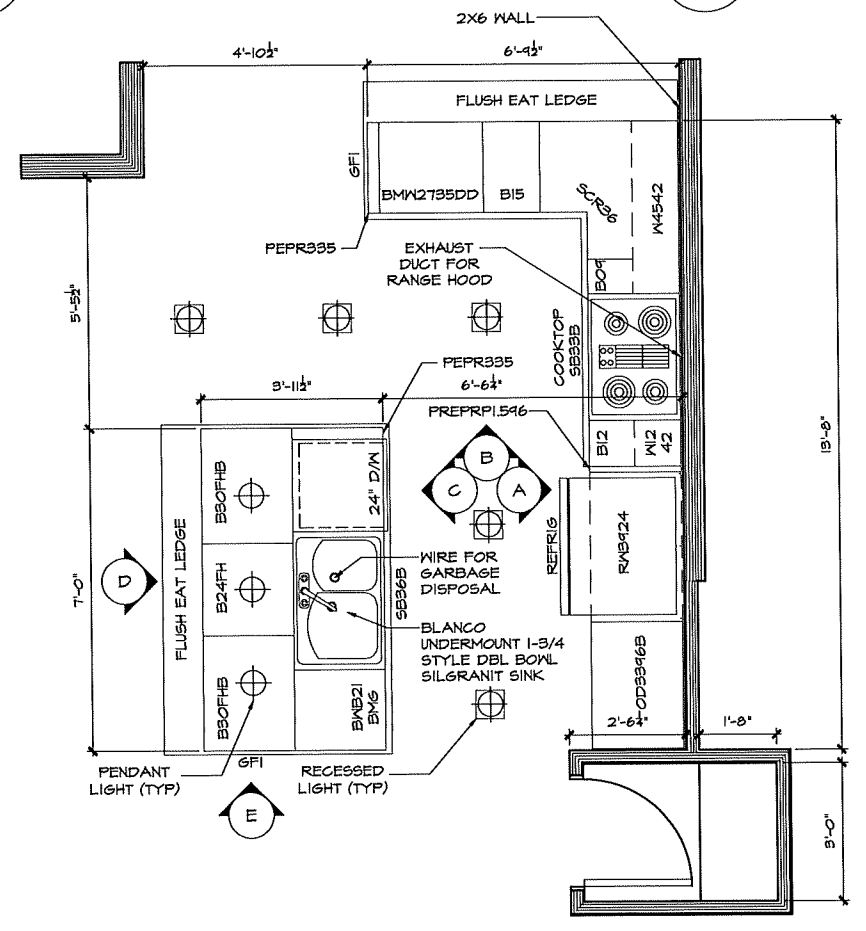 2X6 WALL
4'-10½"
6'-9½"
FLUSH EAT LEDGE
GFI
BMW2735DD
B15
SCR36
W4542
PEPR335
EXHAUST
DUCT FOR
RANGE HOOD
B09
5'-5½"
COOKTOP
SB33B
PEPR335
3'-11½"
6'-6¼"
PREPRP1.596
B12
W12
42
13'-8"
B30FHB
24" D/W
B
C
A
REFRIG
RW3924
FLUSH EAT LEDGE
D
7'-0"
B24FH
SB36B
WIRE FOR
GARBAGE
DISPOSAL
BLANCO
UNDERMOUNT 1-3/4
STYLE DBL BOWL
SILGRANIT SINK
B30FHB
BWB21
BMG
OD3396B
2'-6¼"
1'-8"
GFI
PENDANT
LIGHT (TYP)
RECESSED
LIGHT (TYP)
E
3'-0"